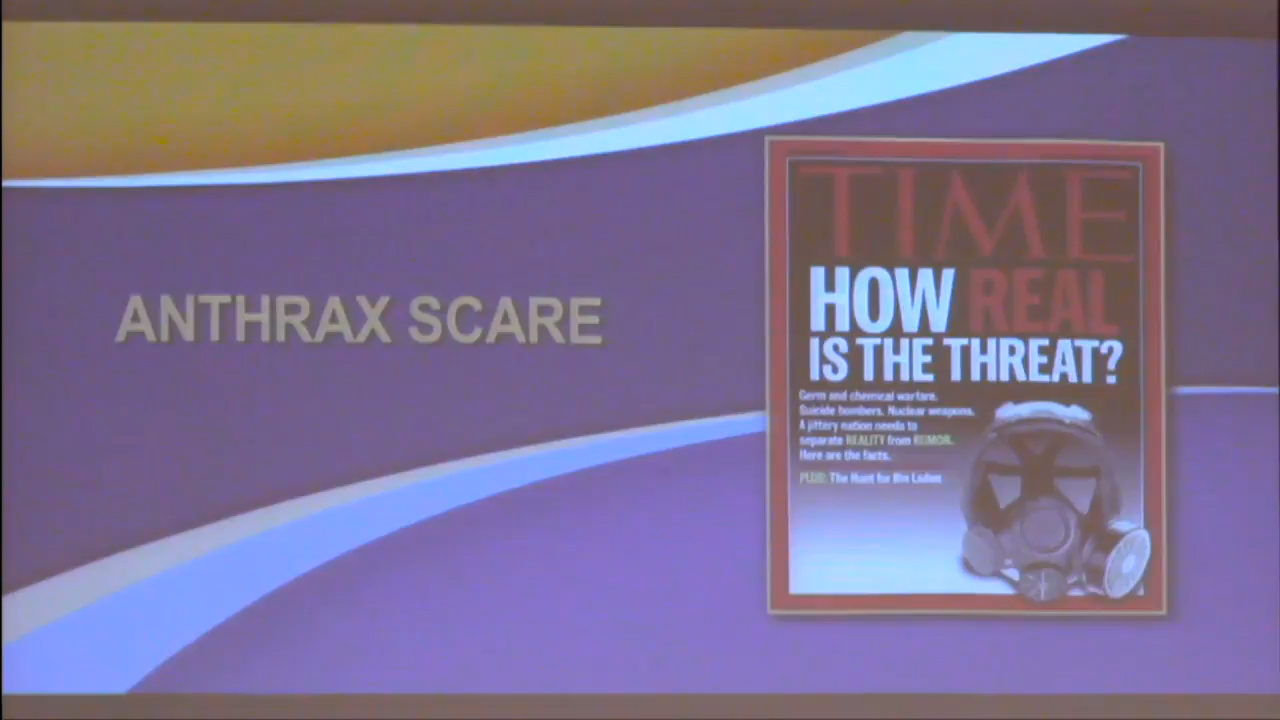 ANTHRAX SCARE
TIME
HOW REAL
IS THE THREAT?
Germ and chemical warfare.
Suicide bombers. Nuclear weapons.
A jittery nation needs to
separate REALITY from RUMOR.
Here are the facts.
PLUS: The Hunt for Bin Laden